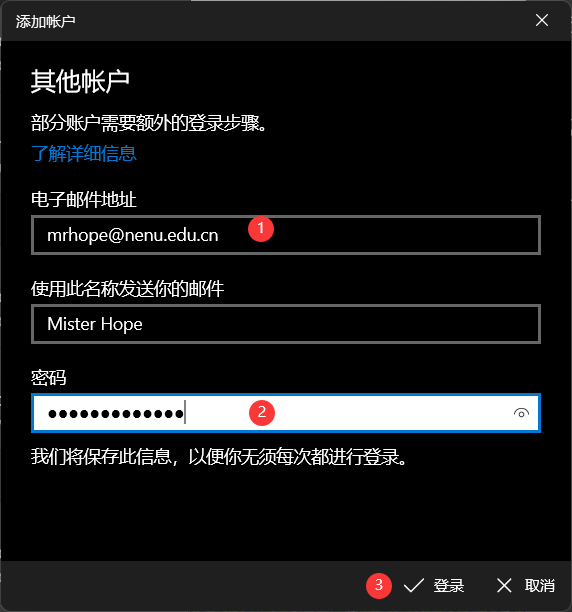 添加帐户
其他帐户
部分账户需要额外的登录步骤。
了解详细信息
电子邮件地址
mrhope@nenu.edu.cn 1
使用此名称发送你的邮件
Mister Hope
密码
●●●●●●●●●●●●● 2
我们将保存此信息，以便你无须每次都进行登录。
3 登录 取消